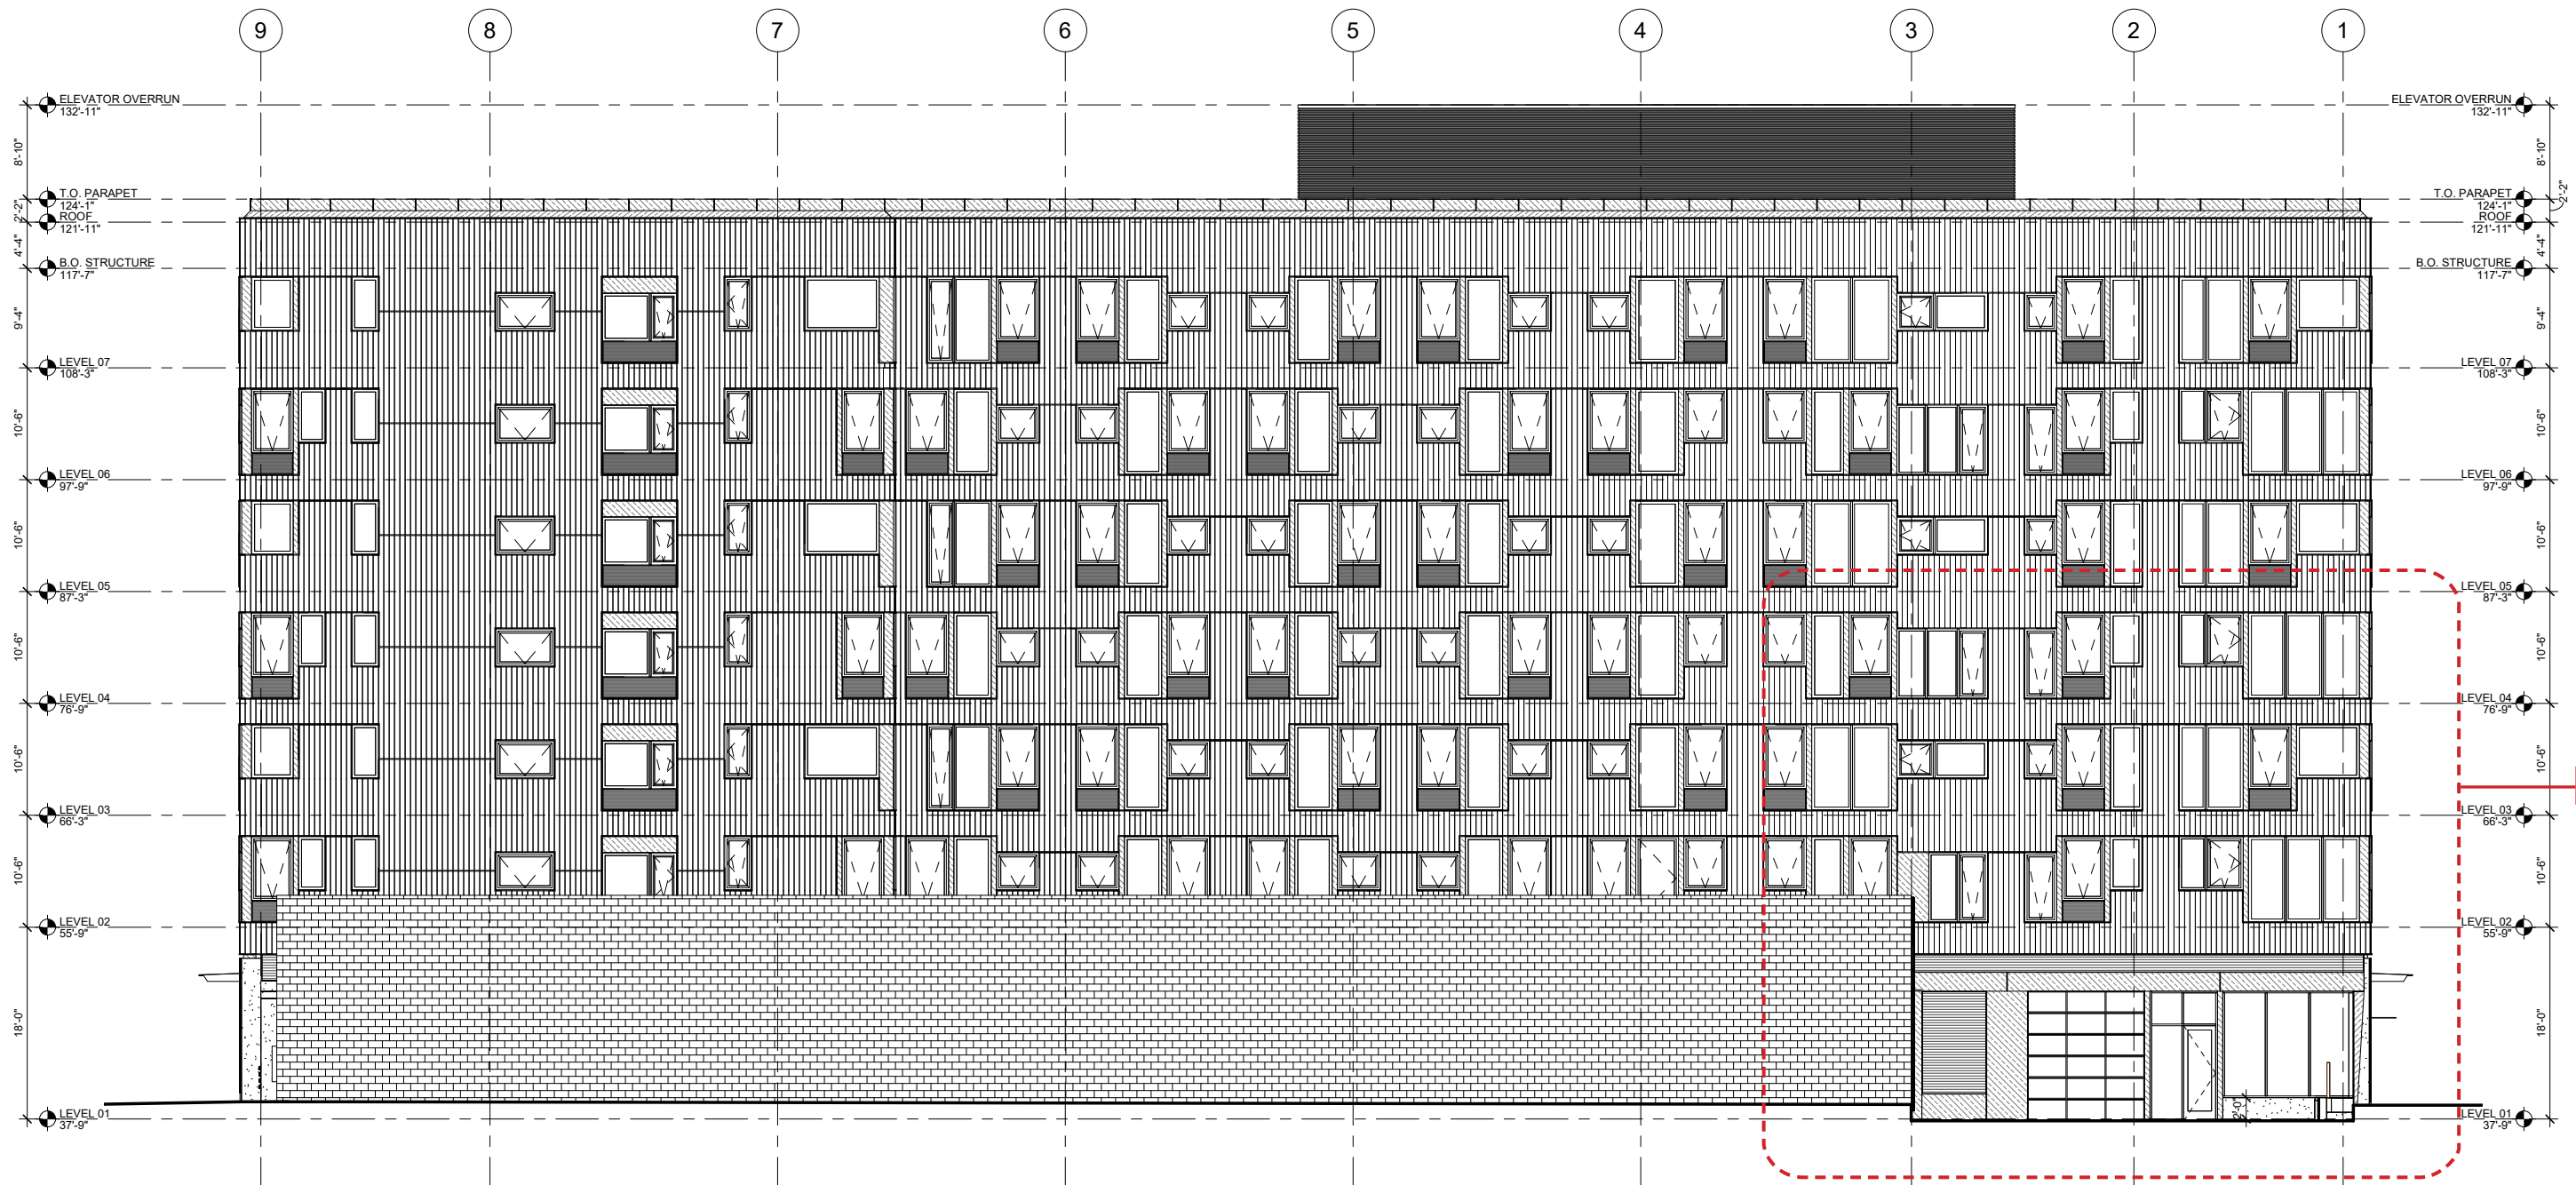 9 8 7 6 5 4 3 2 1
ELEVATOR OVERRUN
132'-11"
ELEVATOR OVERRUN
132'-11"
8'-10"
8'-10"
T.O. PARAPET
124'-1"
T.O. PARAPET
124'-1"
2'-2"
2'-2"
ROOF
121'-11"
ROOF
121'-11"
4'-4"
4'-4"
B.O. STRUCTURE
117'-7"
B.O. STRUCTURE
117'-7"
9'-4"
9'-4"
LEVEL 07
108'-3"
LEVEL 07
108'-3"
10'-6"
10'-6"
LEVEL 06
97'-9"
LEVEL 06
97'-9"
10'-6"
10'-6"
LEVEL 05
87'-3"
LEVEL 05
87'-3"
10'-6"
10'-6"
LEVEL 04
76'-9"
LEVEL 04
76'-9"
10'-6"
10'-6"
LEVEL 03
66'-3"
LEVEL 03
66'-3"
10'-6"
10'-6"
LEVEL 02
55'-9"
LEVEL 02
55'-9"
18'-0"
18'-0"
2'-0"
LEVEL 01
37'-9"
LEVEL 01
37'-9"